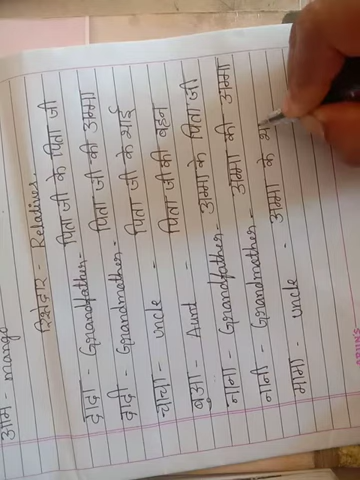 आम - mango
रिश्तेदार - Relatives.
दादा - Grandfather - पिता जी के पिता जी
दादी - Grandmother - पिता जी की अम्मा
चाचा - uncle - पिता जी के भाई
बुआ - Aunt - पिता जी की बहन
नाना - Grandfather - अम्मा के पिता जी
नानी - Grandmother - अम्मा की अम्मा
मामा - uncle - अम्मा के भ